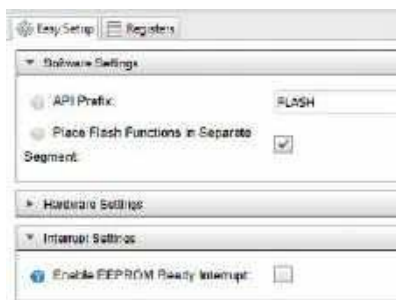 Easy Setup Registers
Software Settings
API Prefix: FLASH
Place Flash Functions in Separate
Segment:
Hardware Settings
Interrupt Settings
Enable EEPROM Ready Interrupt: